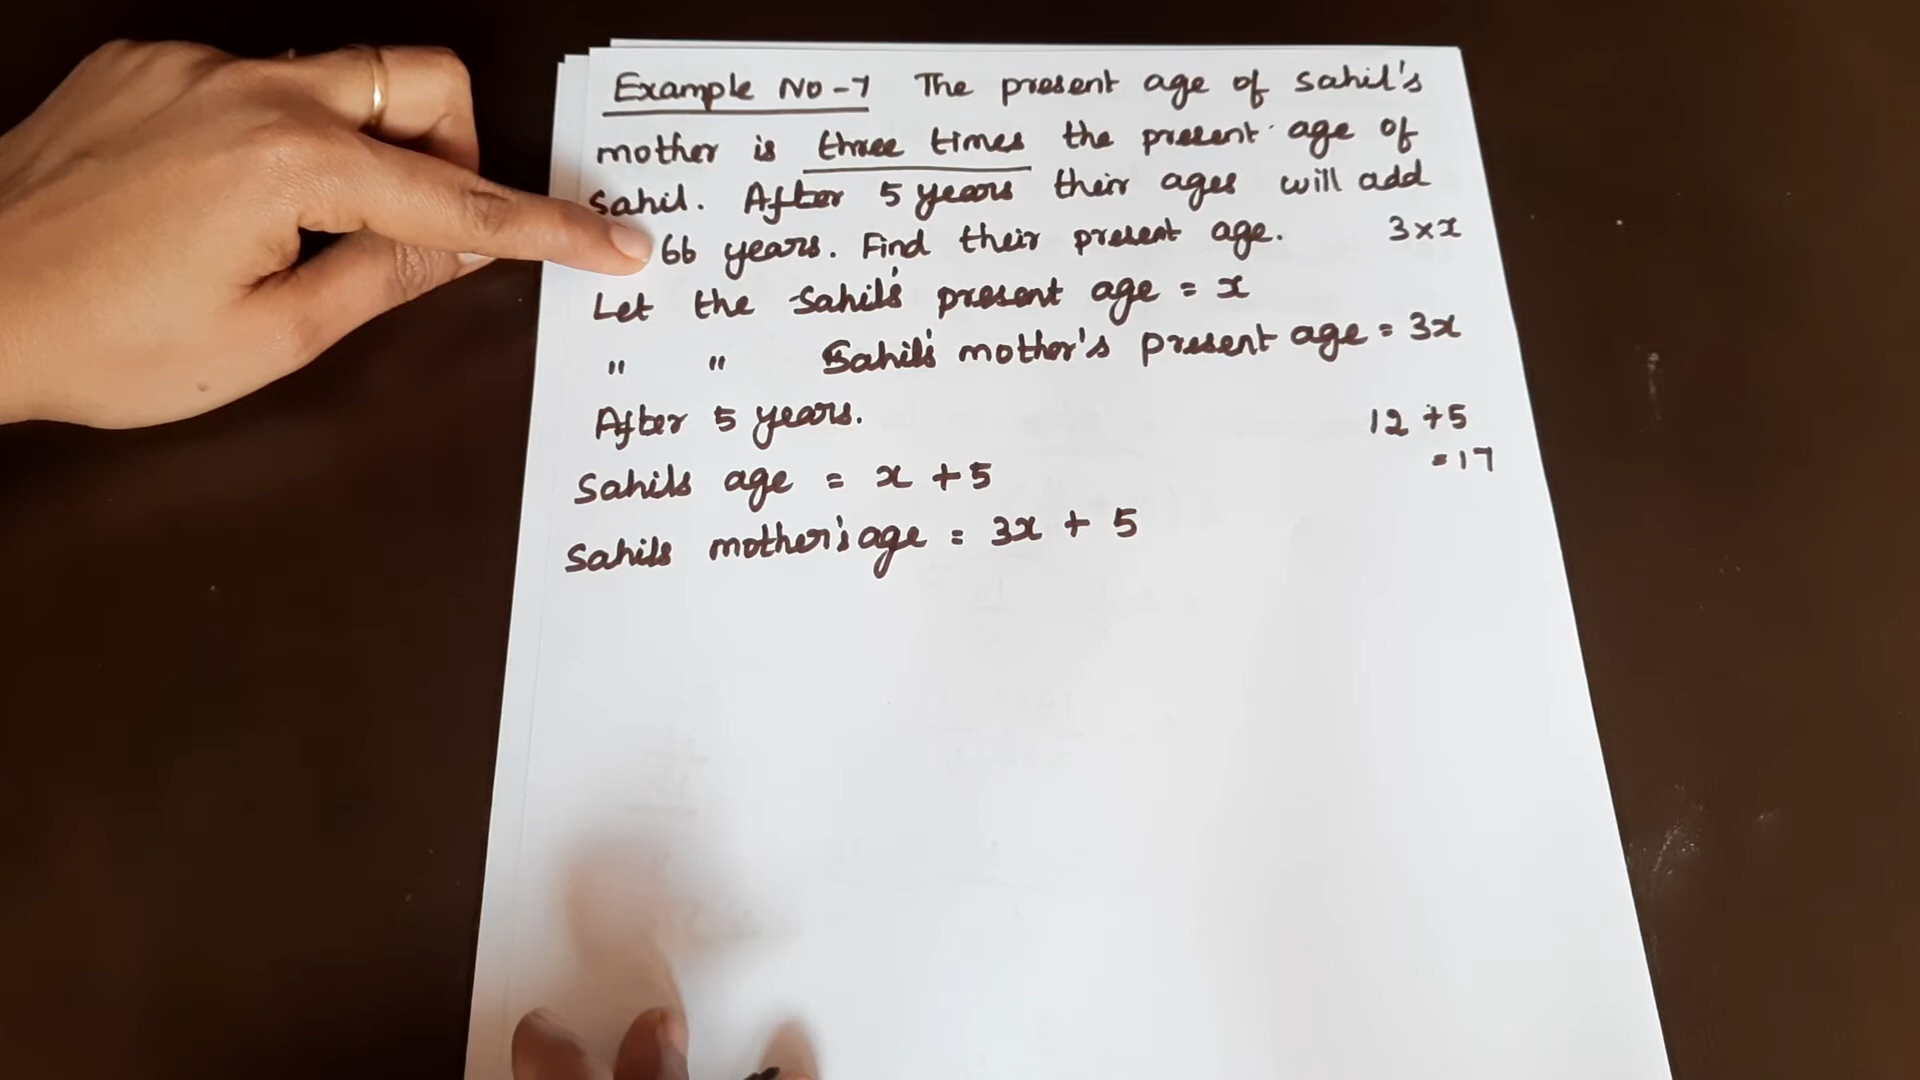 Example No-7 The present age of Sahil's
mother is three times the present age of
Sahil. After 5 years their ages will add
66 years. Find their present age. 3×x
Let the Sahil's present age = x
" " Sahil's mother's present age = 3x
After 5 years. 12 +5
Sahils age = x +5 =17
Sahils mother's age = 3x + 5